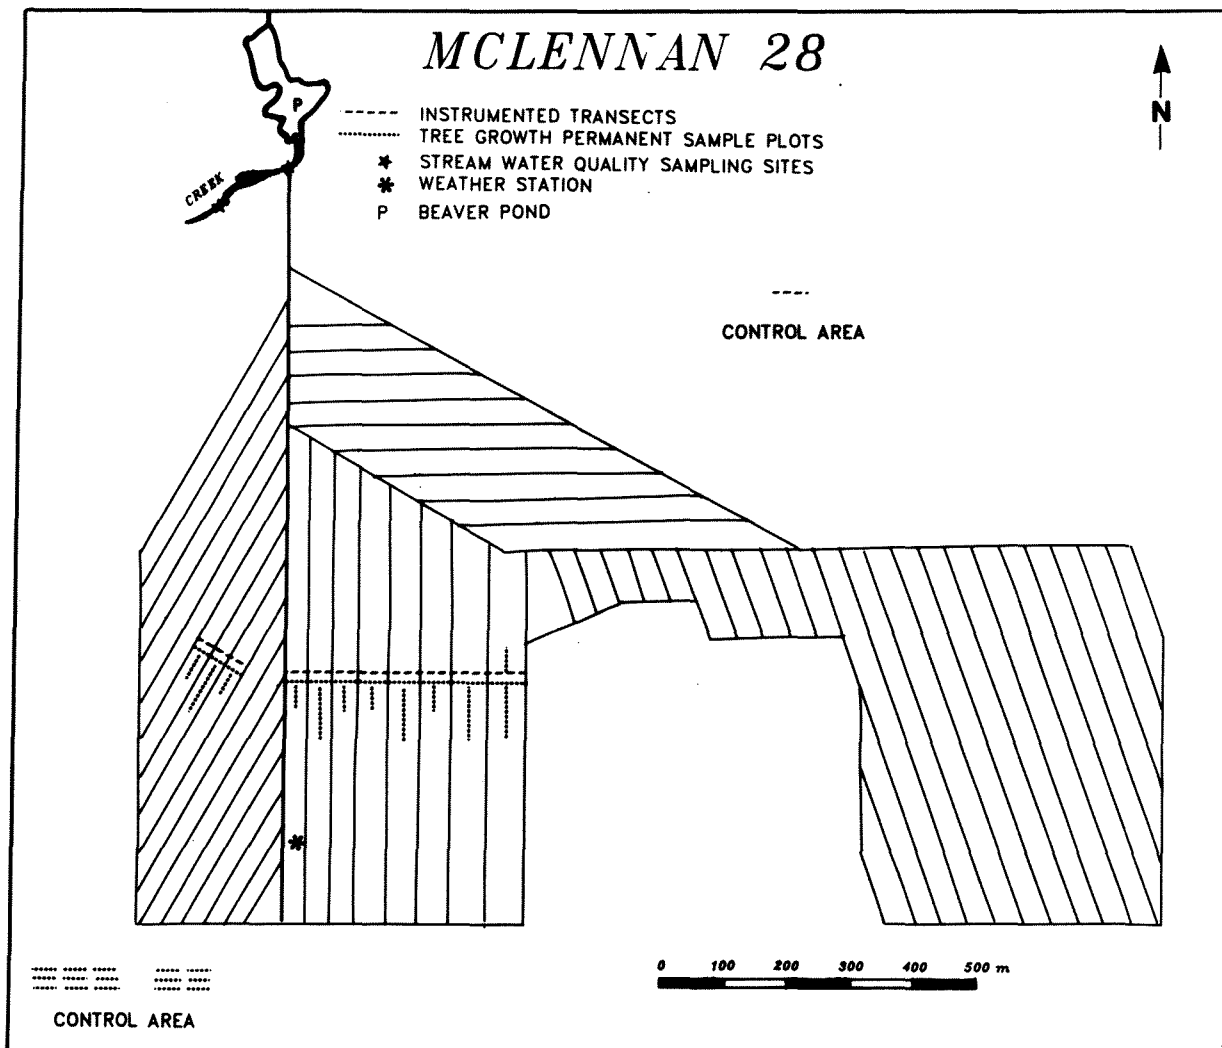 MCLENNAN 28
N
P
INSTRUMENTED TRANSECTS
TREE GROWTH PERMANENT SAMPLE PLOTS
STREAM WATER QUALITY SAMPLING SITES
WEATHER STATION
P BEAVER POND
CREEK
CONTROL AREA
0 100 200 300 400 500 m
CONTROL AREA